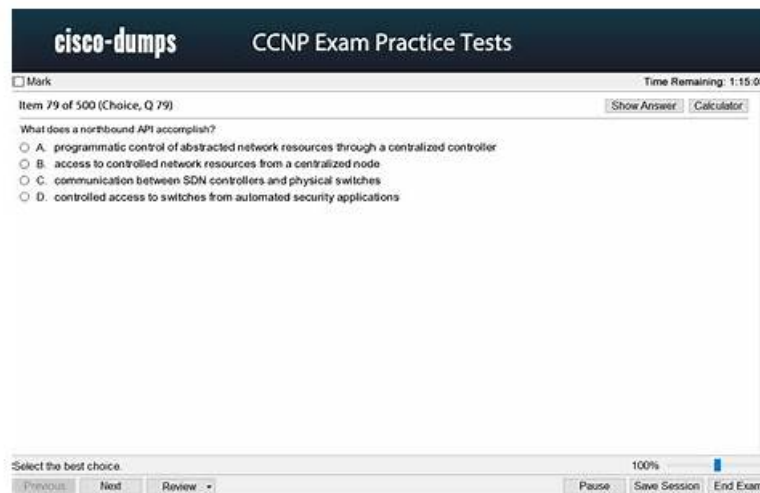 cisco-dumps CCNP Exam Practice Tests
Mark Time Remaining: 1:15:0
Item 79 of 500 (Choice, Q 79) Show Answer Calculator
What does a northbound API accomplish?
A. programmatic control of abstracted network resources through a centralized controller
B. access to controlled network resources from a centralized node
C. communication between SDN controllers and physical switches
D. controlled access to switches from automated security applications
Select the best choice. 100%
Previous Next Review Pause Save Session End Exam